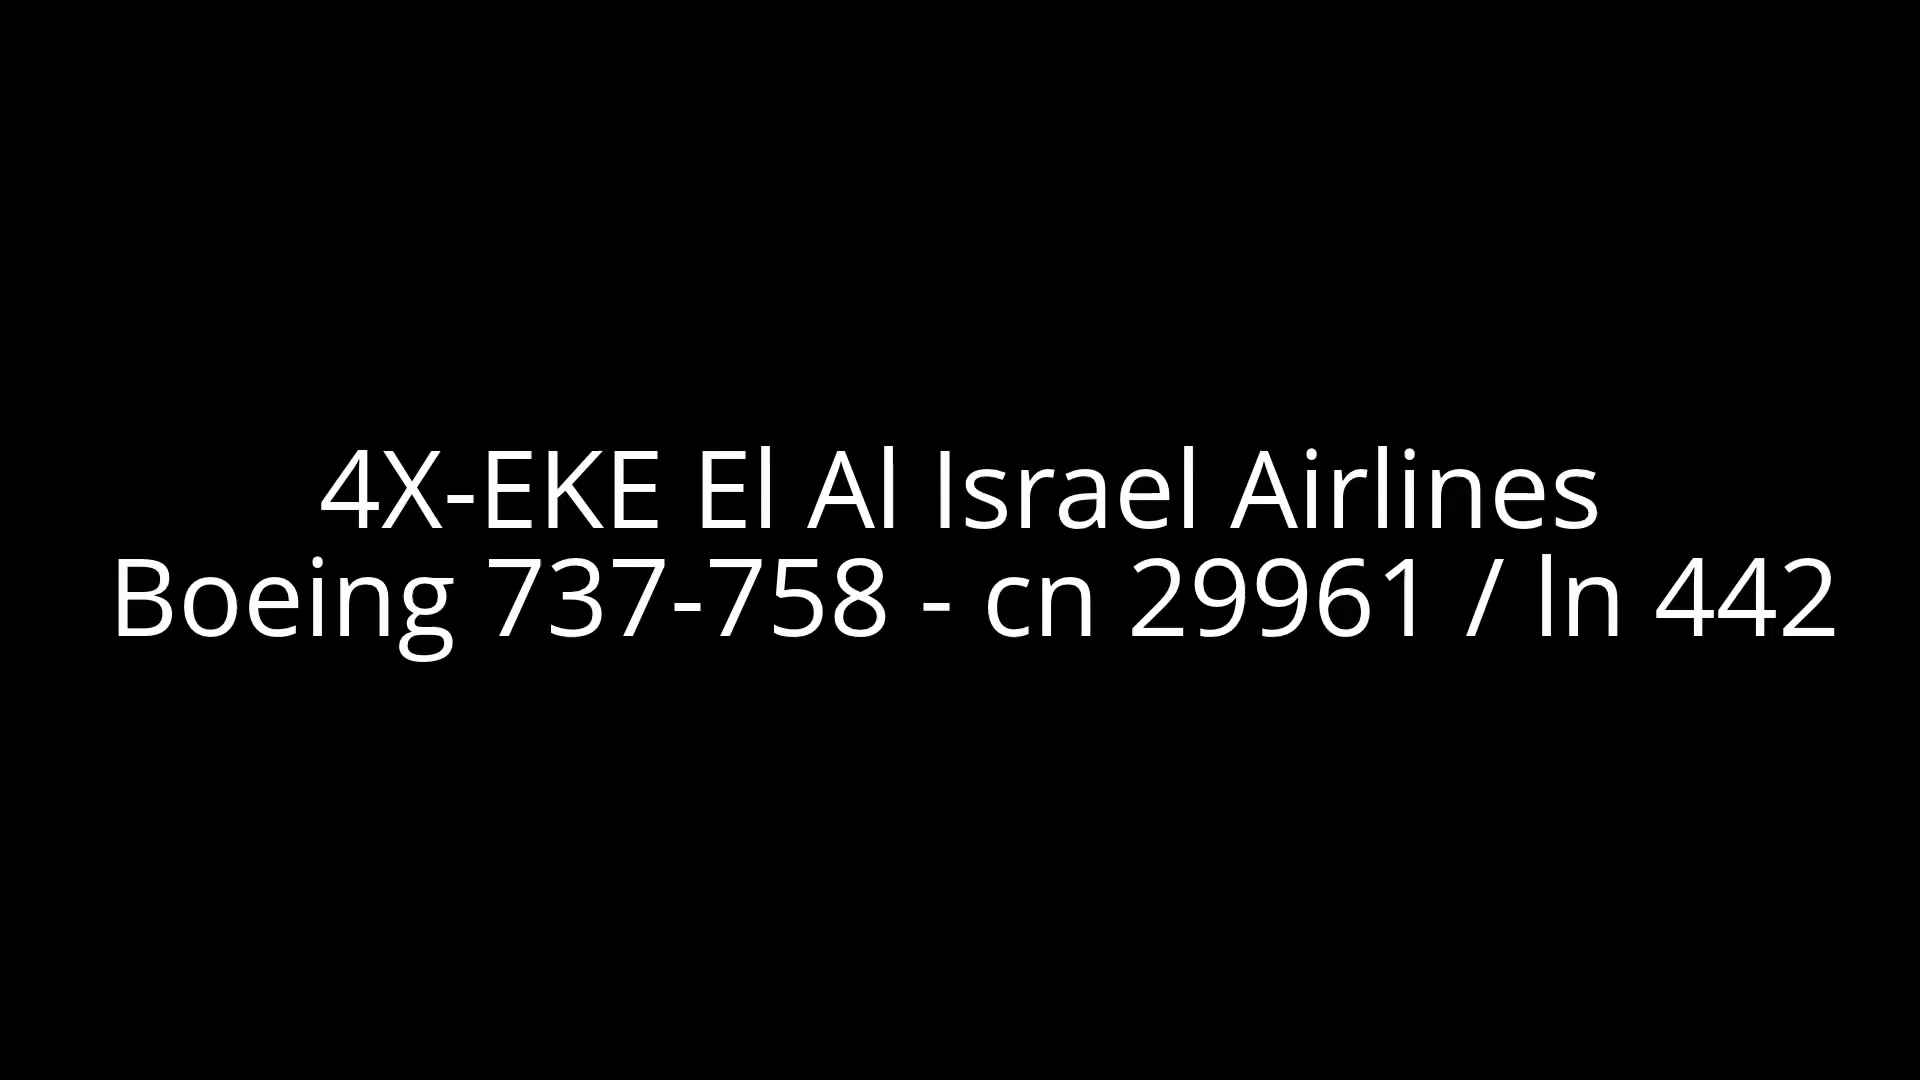 4X-EKE El Al Israel Airlines
Boeing 737-758 - cn 29961 / ln 442